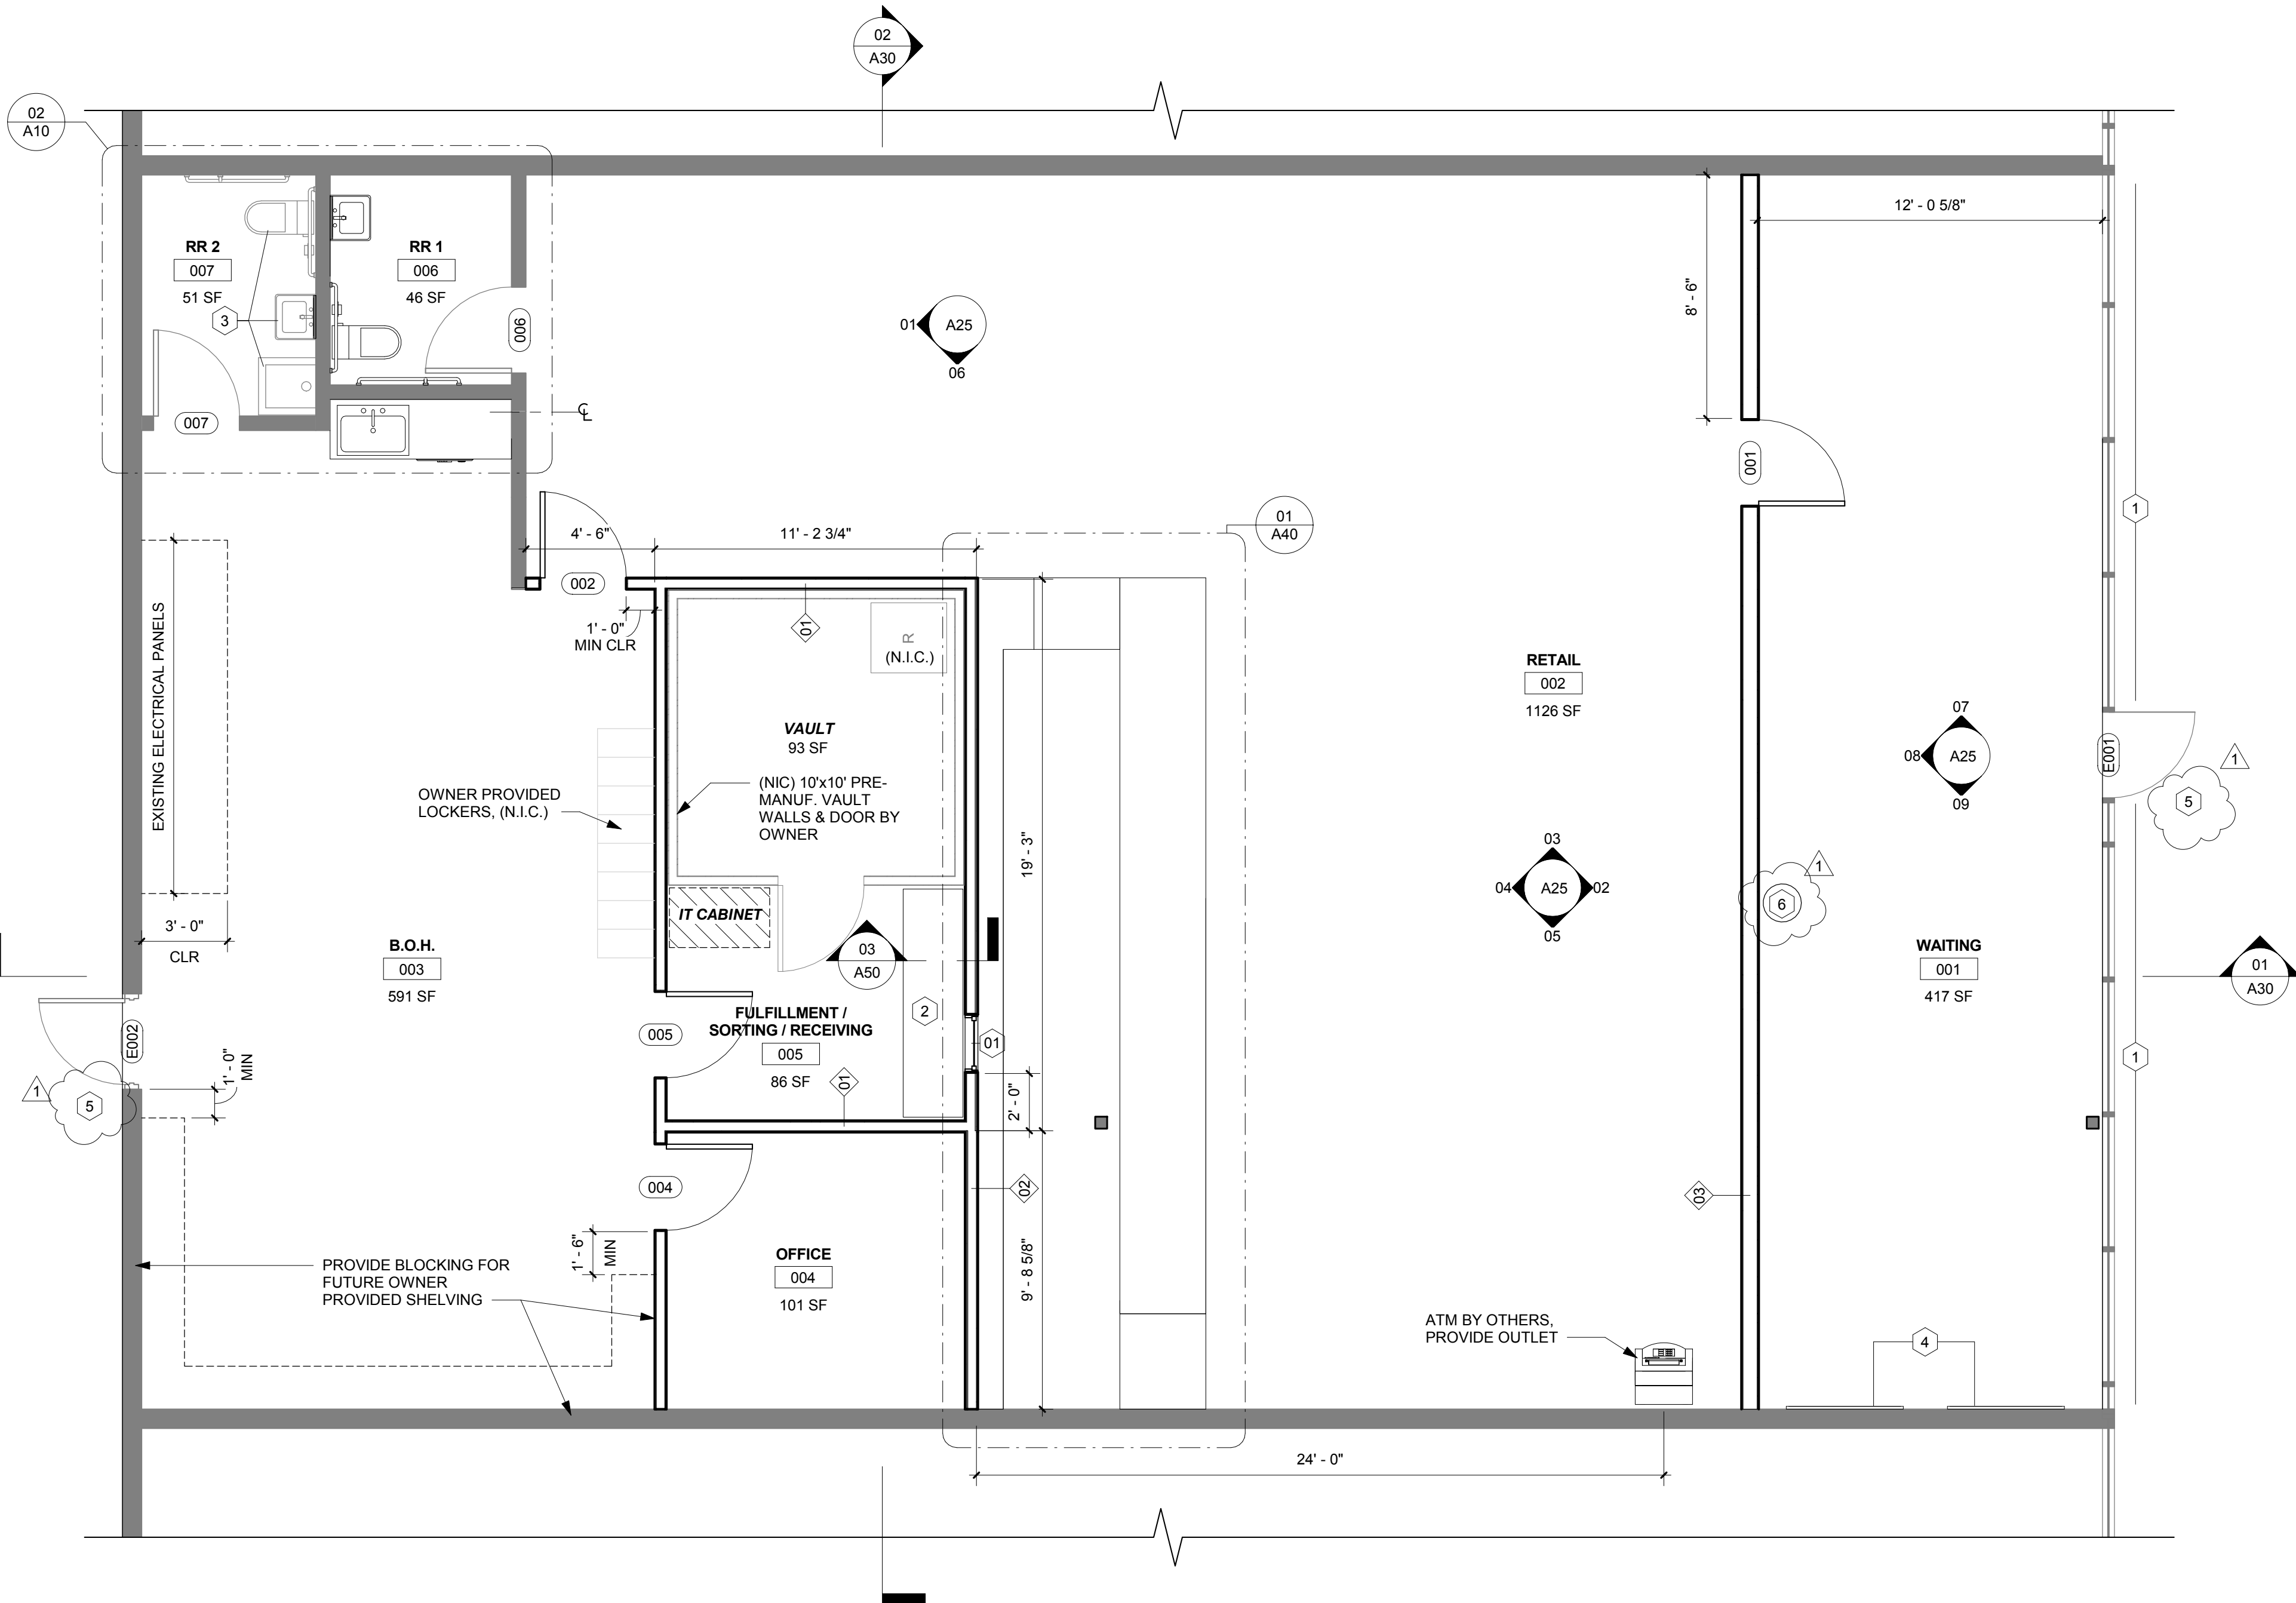 02
A30
02
A10
12' - 0 5/8"
RR 2
007
51 SF
RR 1
006
46 SF
3
006
007
8' - 6"
01
A25
06
001
1
01
A40
4' - 6"
11' - 2 3/4"
002
1' - 0"
MIN CLR
01
R
(N.I.C.)
EXISTING ELECTRICAL PANELS
VAULT
93 SF
(NIC) 10'x10' PRE-
MANUF. VAULT
WALLS & DOOR BY
OWNER
OWNER PROVIDED
LOCKERS, (N.I.C.)
RETAIL
002
1126 SF
07
08
A25
09
E001
1
5
19' - 3"
03
04
A25
02
05
1
6
3' - 0"
CLR
IT CABINET
B.O.H.
003
591 SF
03
A50
WAITING
001
417 SF
01
A30
E002
1' - 0"
MIN
1
5
005
FULFILLMENT /
SORTING / RECEIVING
005
86 SF
01
2
01
2' - 0"
1
004
02
03
1' - 6"
MIN
OFFICE
004
101 SF
9' - 8 5/8"
PROVIDE BLOCKING FOR
FUTURE OWNER
PROVIDED SHELVING
ATM BY OTHERS,
PROVIDE OUTLET
4
24' - 0"